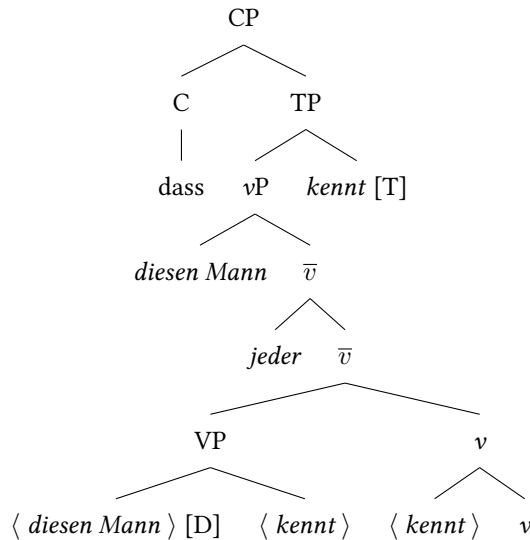 CP
C TP
dass vP kennt [T]
diesen Mann v̅
jeder v̅
VP v
⟨ diesen Mann ⟩ [D] ⟨ kennt ⟩ ⟨ kennt ⟩ v